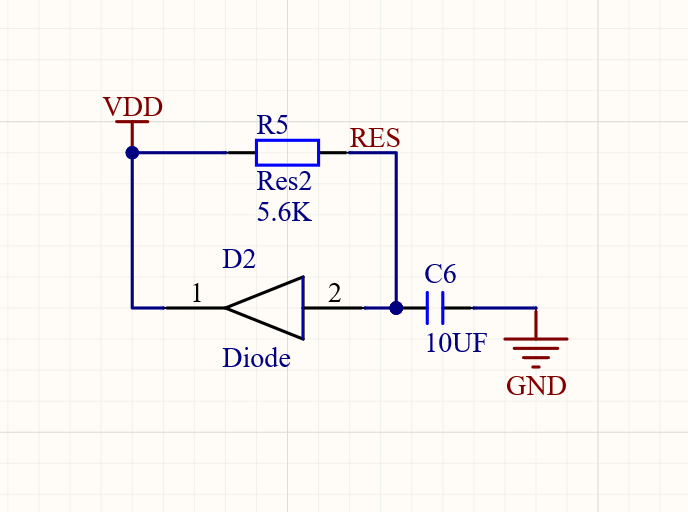 VDD
R5
RES
Res2
5.6K
D2
1
2
C6
Diode
10UF
GND